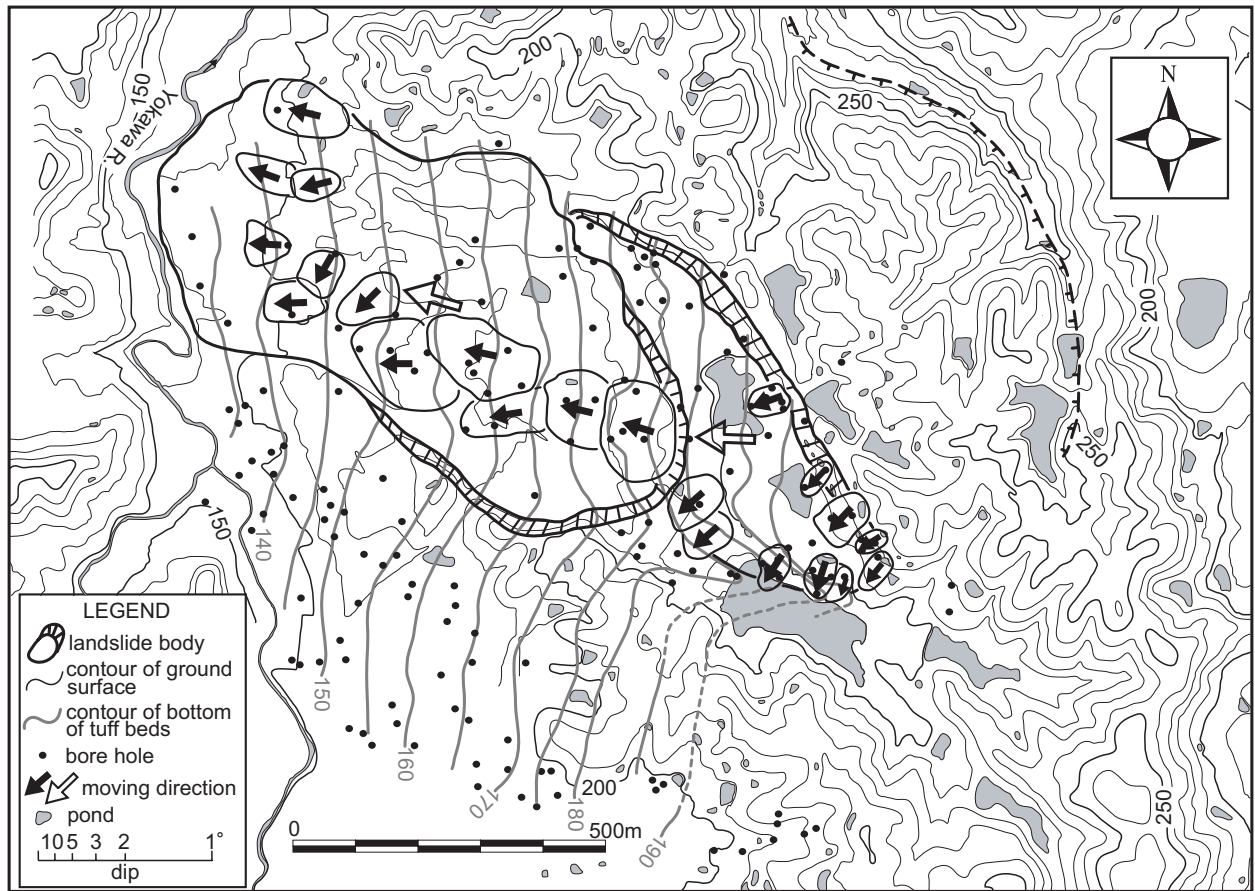 200
250
N
150
Yokawa R.
200
250
150
140
150
160
170
180
190
200
250
LEGEND
landslide body
contour of ground
surface
contour of bottom
of tuff beds
bore hole
moving direction
pond
10 5 3 2 1°
dip
0 500m